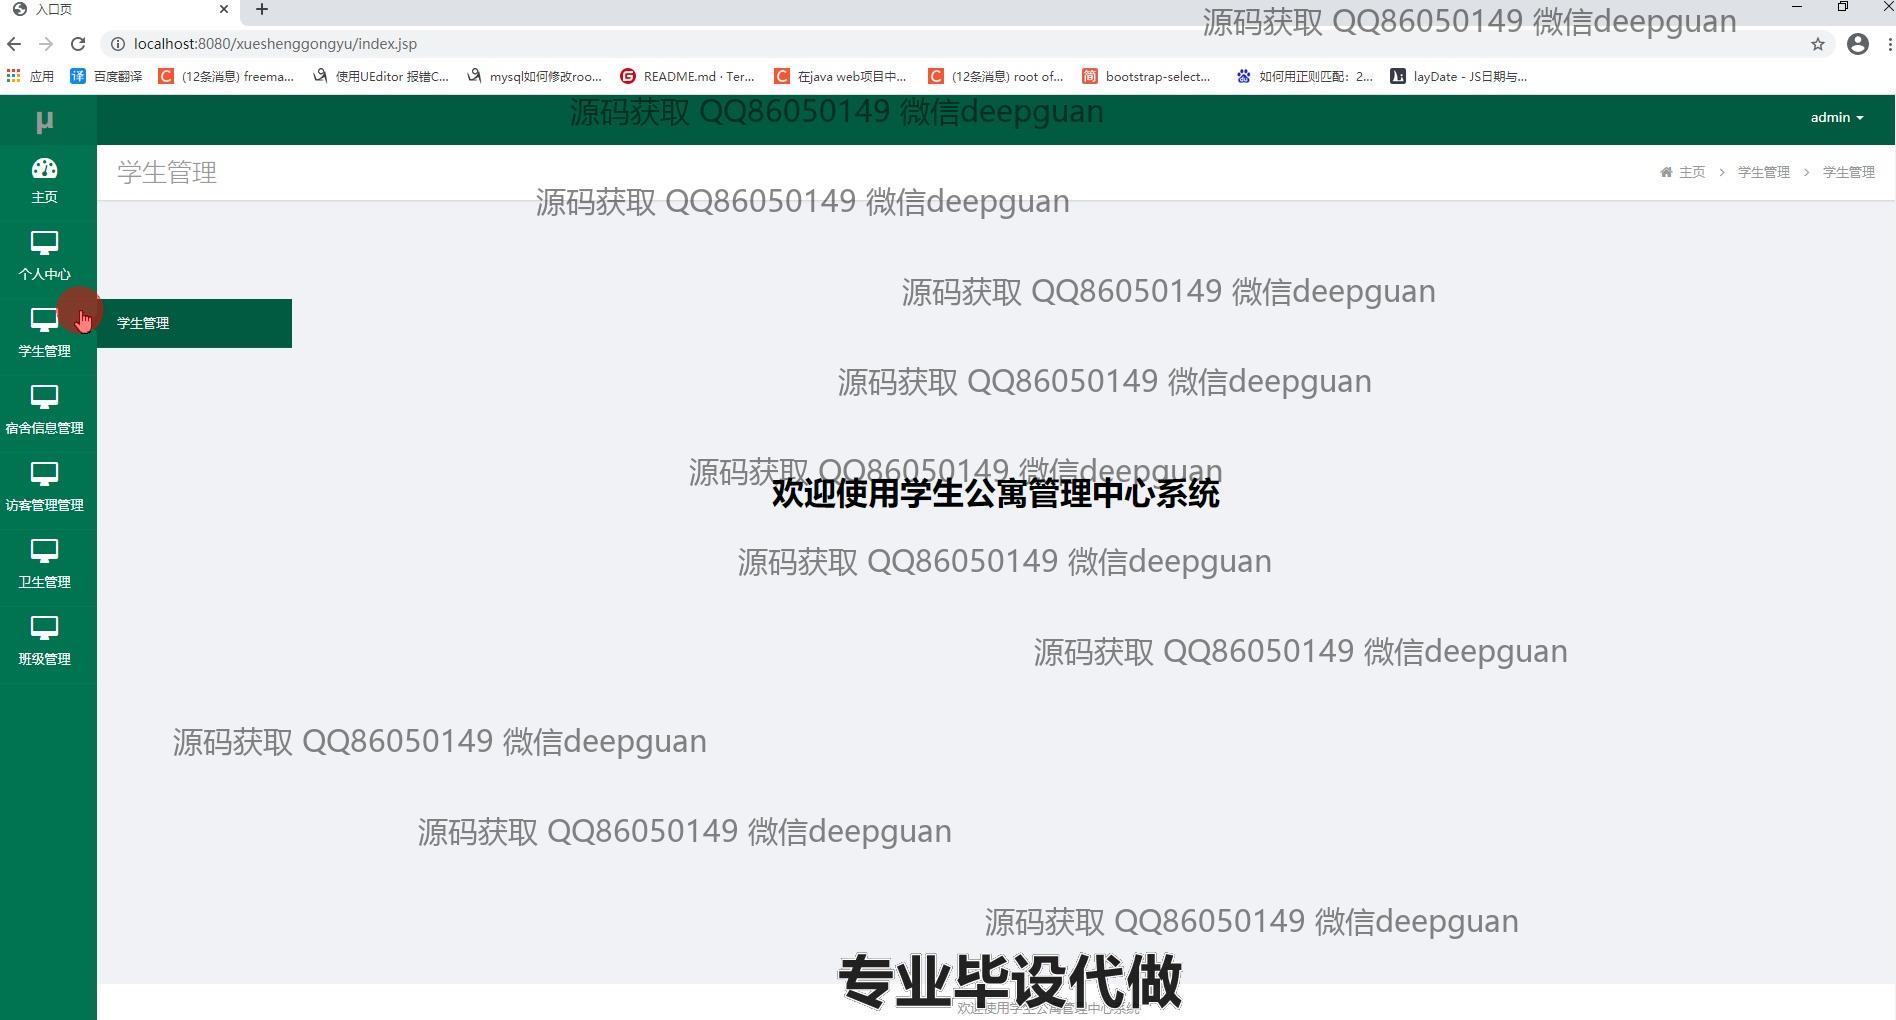 入口页
源码获取 QQ86050149 微信deepguan
localhost:8080/xueshenggongyu/index.jsp
应用 百度翻译 (12条消息) freema... 使用UEditor 报错C... mysql如何修改roo... README.md · Ter... 在java web项目中... (12条消息) root of... bootstrap-select... 如何用正则匹配：2... layDate - JS日期与...
μ
源码获取 QQ86050149 微信deepguan
admin
主页
学生管理
主页 > 学生管理 > 学生管理
源码获取 QQ86050149 微信deepguan
个人中心
源码获取 QQ86050149 微信deepguan
学生管理
学生管理
源码获取 QQ86050149 微信deepguan
宿舍信息管理
源码获取 QQ86050149 微信deepguan
欢迎使用学生公寓管理中心系统
访客管理管理
源码获取 QQ86050149 微信deepguan
卫生管理
源码获取 QQ86050149 微信deepguan
班级管理
源码获取 QQ86050149 微信deepguan
源码获取 QQ86050149 微信deepguan
源码获取 QQ86050149 微信deepguan
专业毕设代做
欢迎使用学生公寓管理中心系统